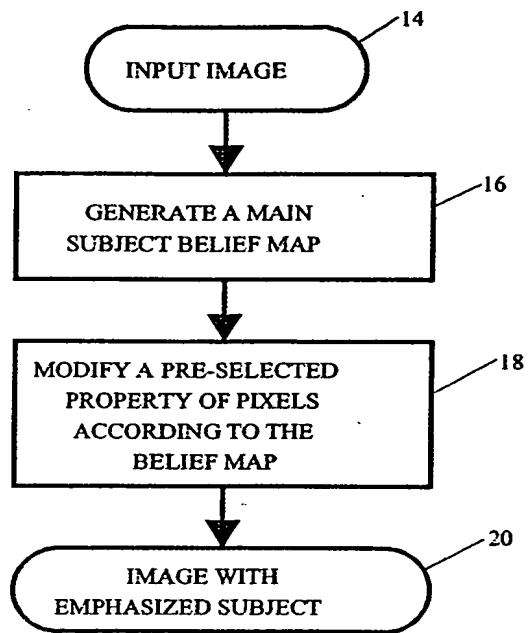 14
INPUT IMAGE
16
GENERATE A MAIN
SUBJECT BELIEF MAP
18
MODIFY A PRE-SELECTED
PROPERTY OF PIXELS
ACCORDING TO THE
BELIEF MAP
20
IMAGE WITH
EMPHASIZED SUBJECT